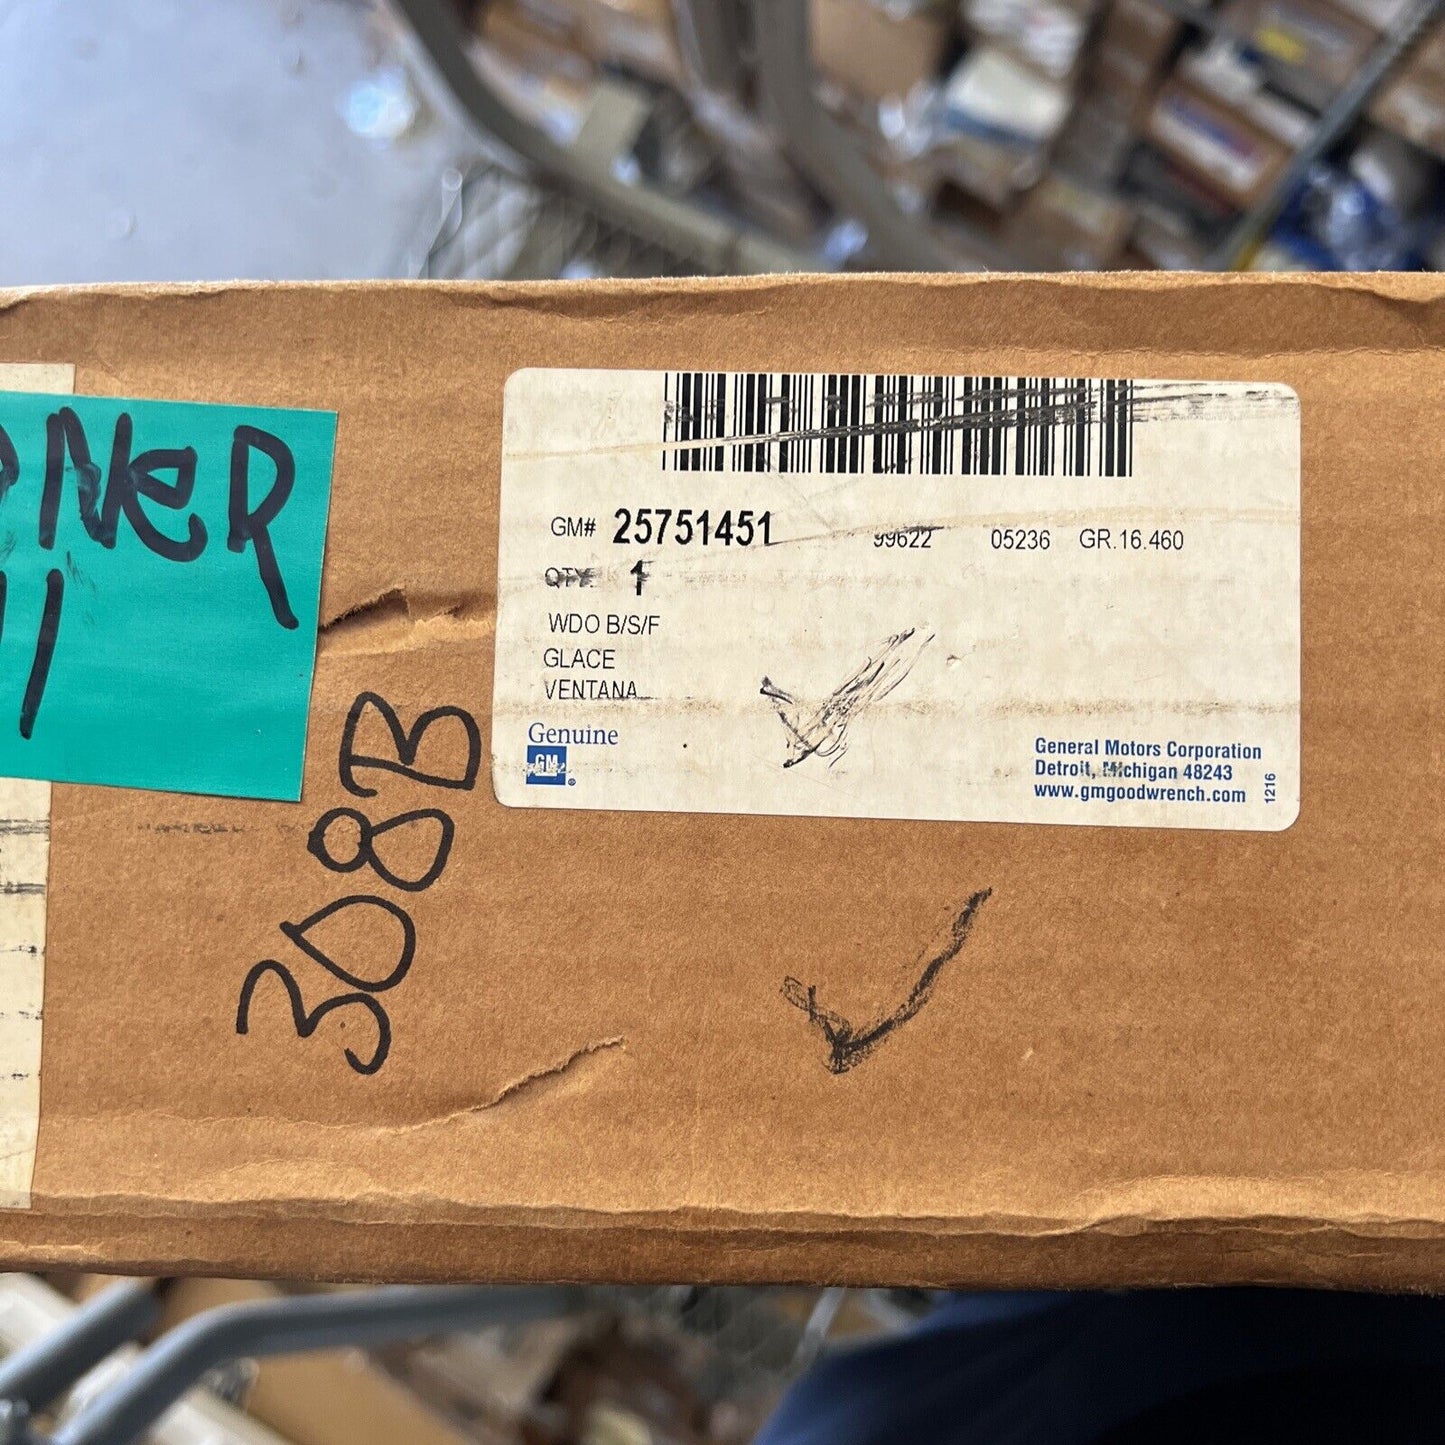 NER
GM# 25751451 99622 05236 GR.16.460
QTY. 1
WDO B/S/F
GLACE
VENTANA
Genuine
GM
General Motors Corporation
Detroit, Michigan 48243
www.gmgoodwrench.com
1216
308B